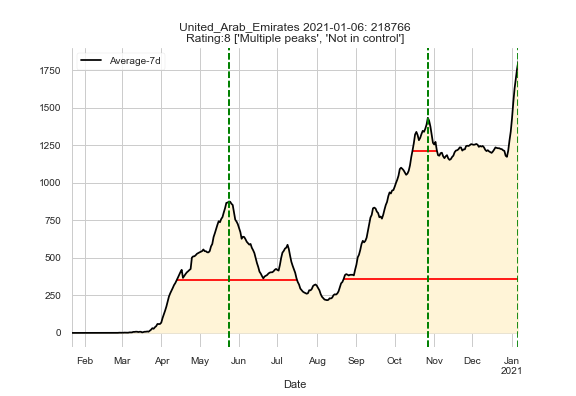 United_Arab_Emirates 2021-01-06: 218766
Rating:8 ['Multiple peaks', 'Not in control']
Average-7d
1750
1500
1250
1000
750
500
250
0
Feb Mar Apr May Jun Jul Aug Sep Oct Nov Dec Jan
2021
Date